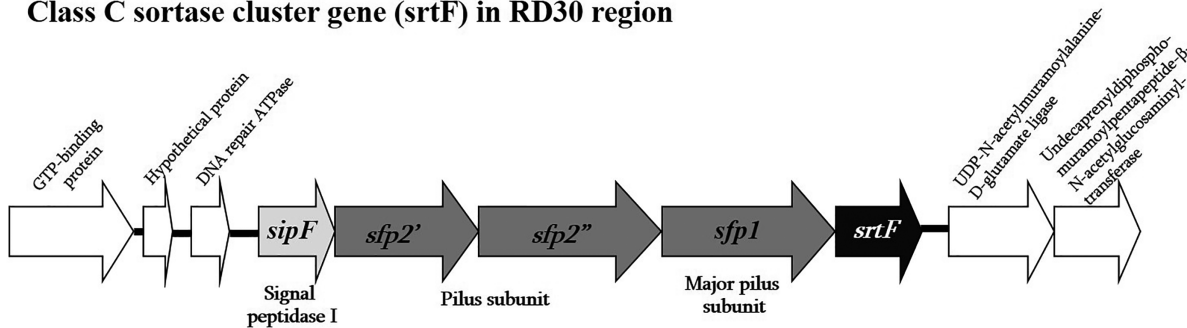 Class C sortase cluster gene (srtF) in RD30 region
GTP-binding
protein
Hypothetical protein
DNA repair ATPase
UDP-N-acetylmuramoylalanine-
D-glutamate ligase
Undecaprenyldiphospho-
muramoylpentapeptide-β-
N-acetylglucosaminyl-
transferase
sipF
sfp2’
sfp2”
sfp1
srtF
Signal
peptidase I
Pilus subunit
Major pilus
subunit